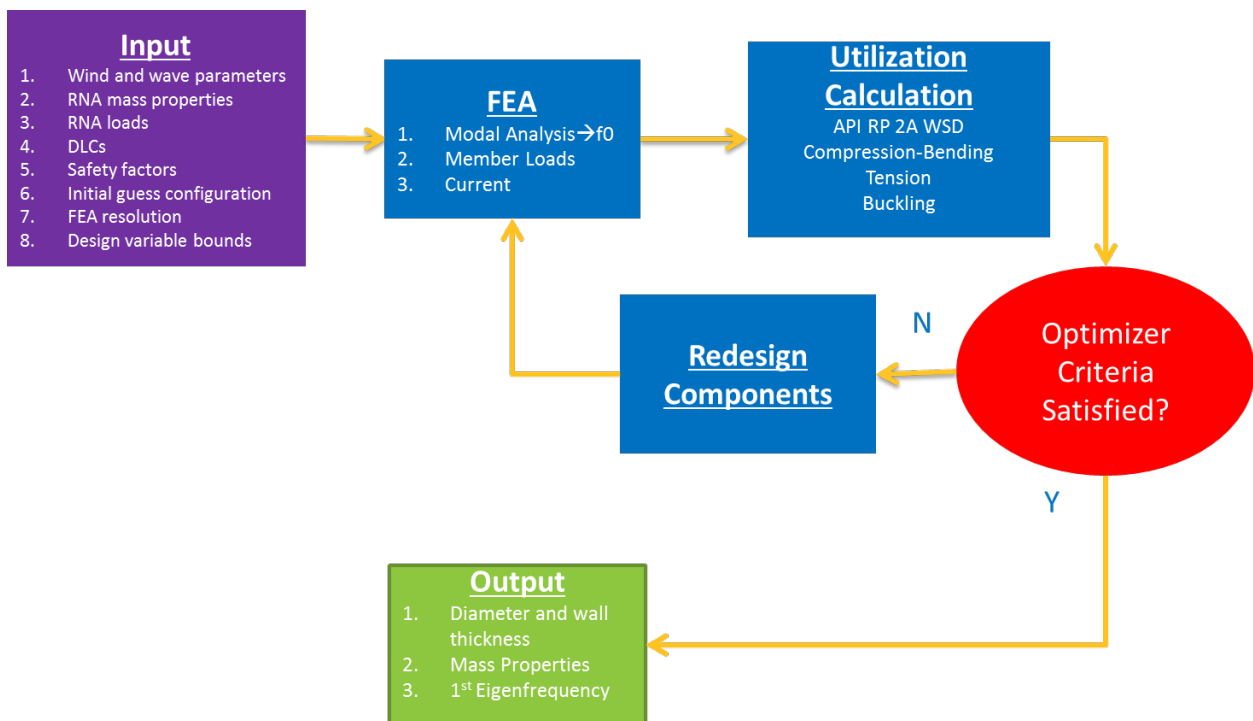 Input
1. Wind and wave parameters
2. RNA mass properties
3. RNA loads
4. DLCs
5. Safety factors
6. Initial guess configuration
7. FEA resolution
8. Design variable bounds
FEA
1. Modal Analysis→f0
2. Member Loads
3. Current
Utilization
Calculation
API RP 2A WSD
Compression-Bending
Tension
Buckling
Optimizer
Criteria
Satisfied?
N
Redesign
Components
Y
Output
1. Diameter and wall
thickness
2. Mass Properties
3. 1st Eigenfrequency